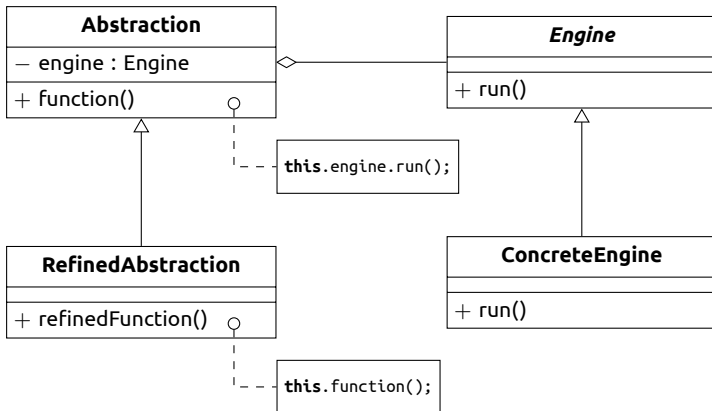 Abstraction
− engine : Engine
+ function()
Engine
+ run()
this.engine.run();
RefinedAbstraction
+ refinedFunction()
ConcreteEngine
+ run()
this.function();